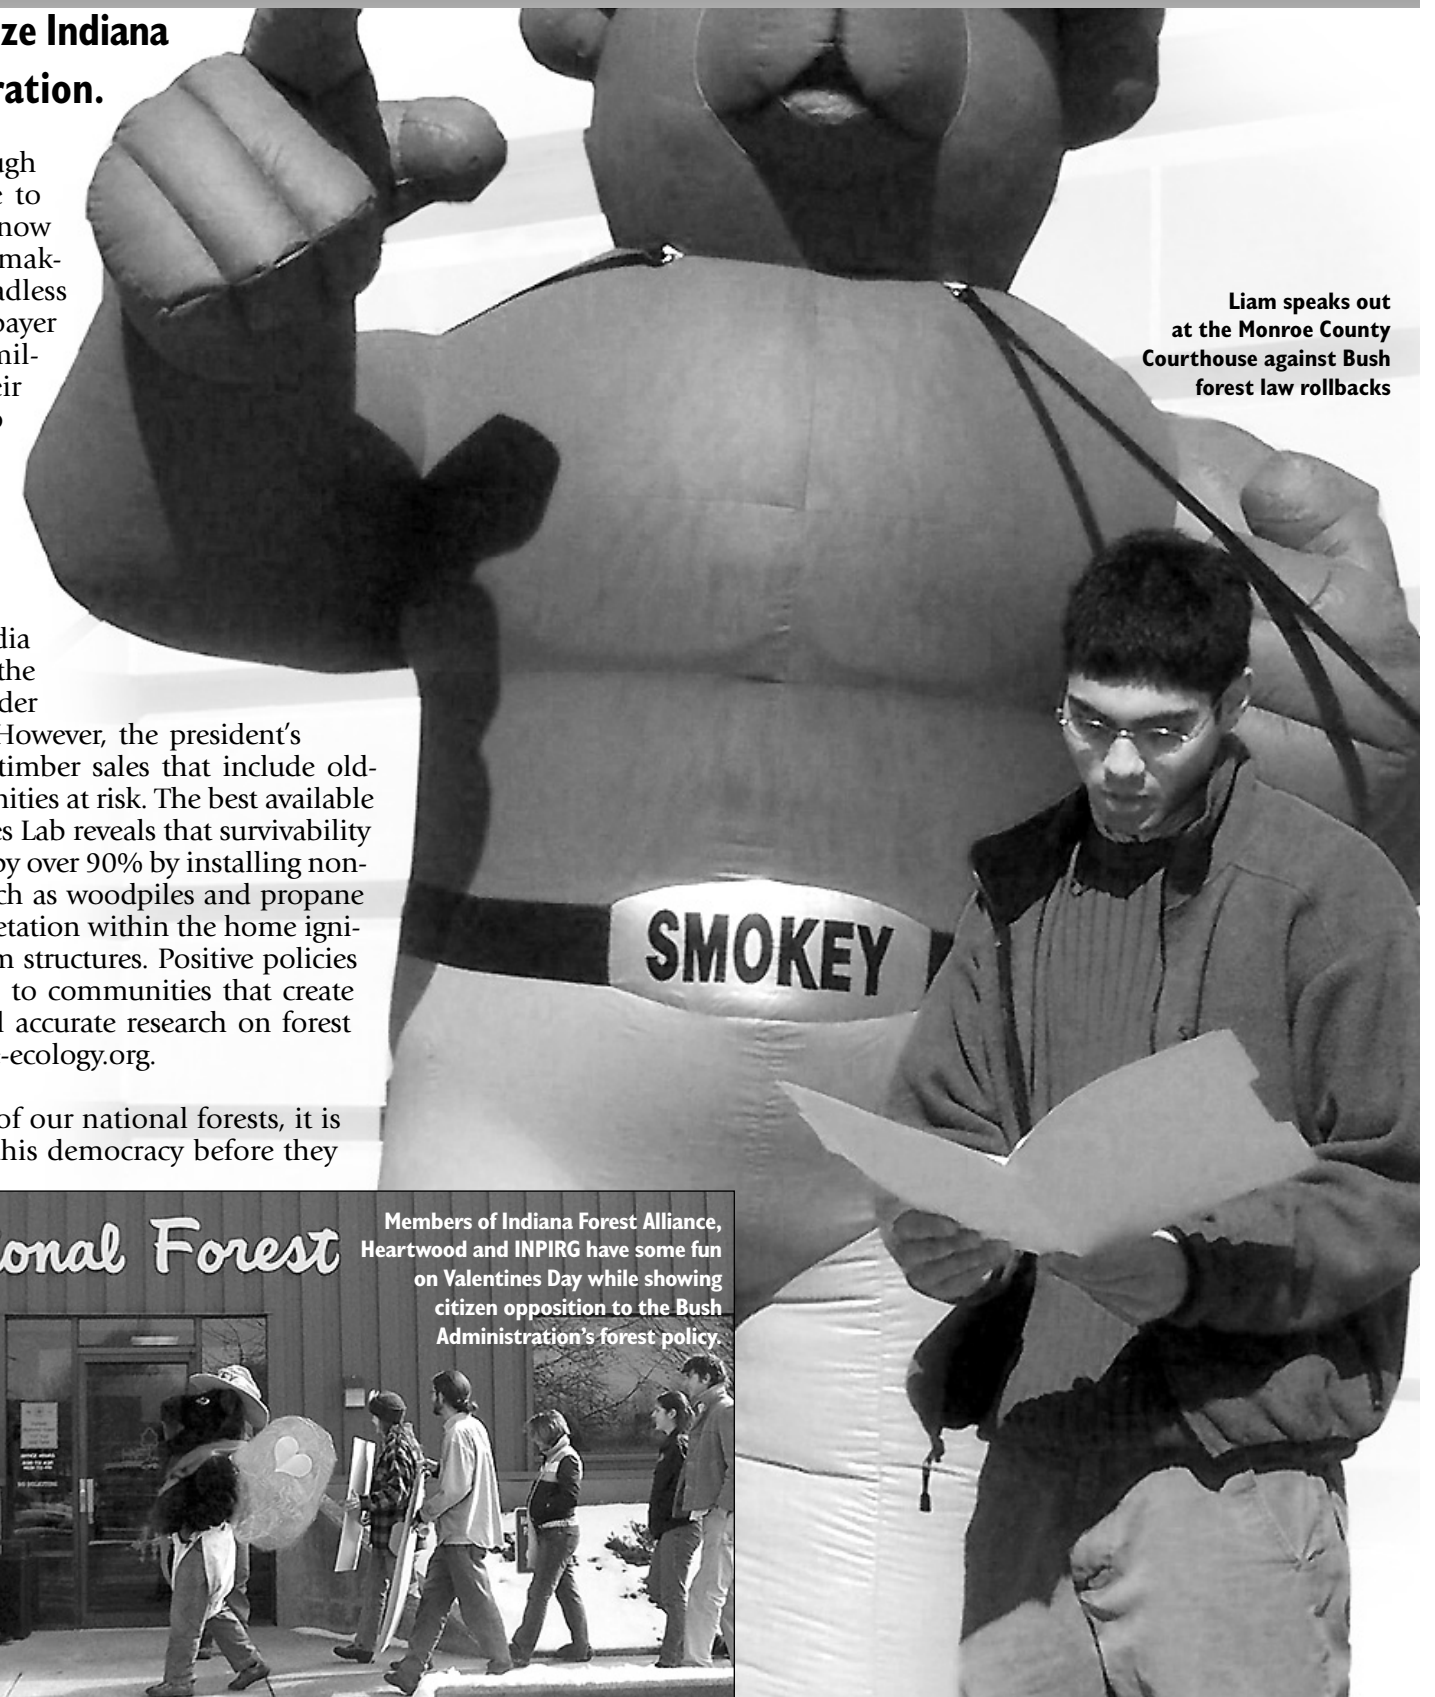 ze Indiana
ration.
ugh
e to
now
mak-
adless
payer
mil-
eir
o
dia
the
der
However, the president's
timber sales that include old-
nities at risk. The best available
es Lab reveals that survivability
by over 90% by installing non-
ch as woodpiles and propane
etation within the home igni-
m structures. Positive policies
to communities that create
d accurate research on forest
-ecology.org.
of our national forests, it is
his democracy before they
Liam speaks out
at the Monroe County
Courthouse against Bush
forest law rollbacks
SMOKEY
onal Forest
Members of Indiana Forest Alliance,
Heartwood and INPIRG have some fun
on Valentines Day while showing
citizen opposition to the Bush
Administration's forest policy.
OFFICE HOURS
NO SOLICITING